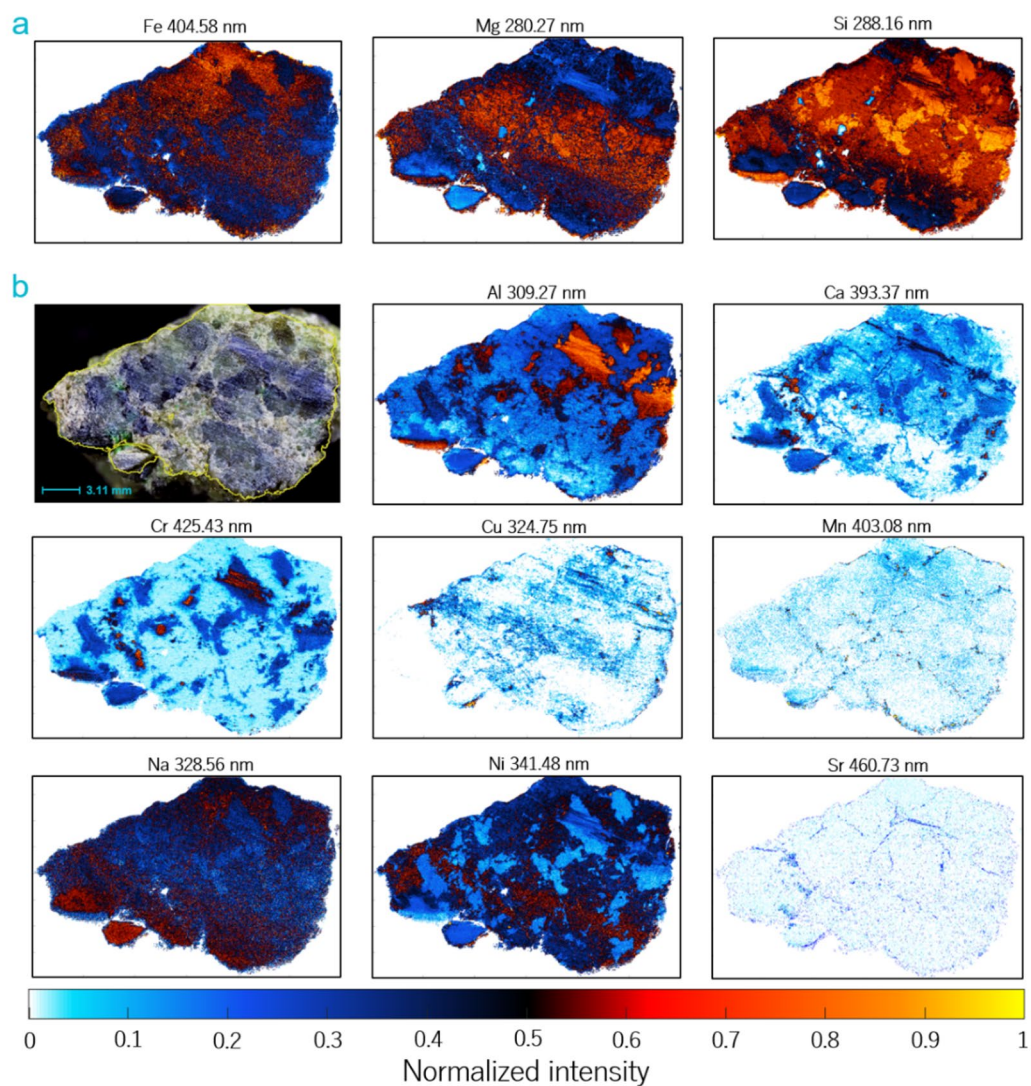 a
Fe 404.58 nm Mg 280.27 nm Si 288.16 nm
b
Al 309.27 nm Ca 393.37 nm
3.11 mm
Cr 425.43 nm Cu 324.75 nm Mn 403.08 nm
Na 328.56 nm Ni 341.48 nm Sr 460.73 nm
0 0.1 0.2 0.3 0.4 0.5 0.6 0.7 0.8 0.9 1
Normalized intensity